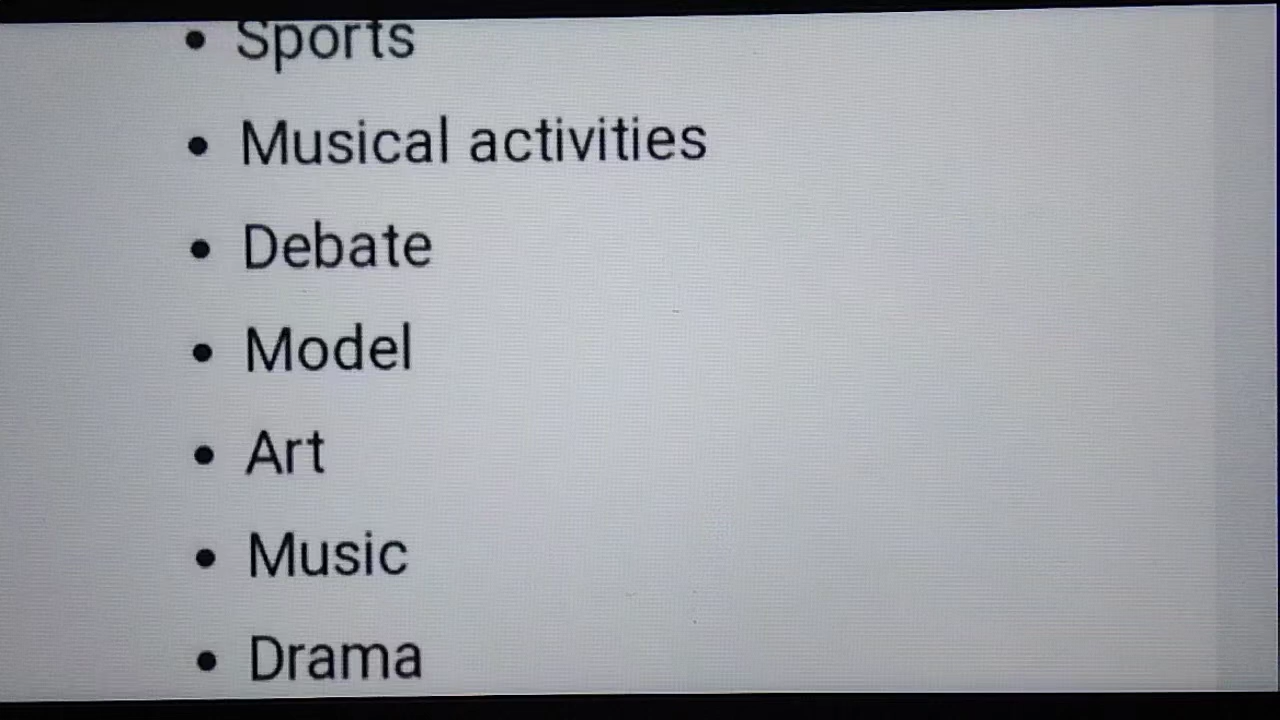 • Sports
• Musical activities
• Debate
• Model
• Art
• Music
• Drama